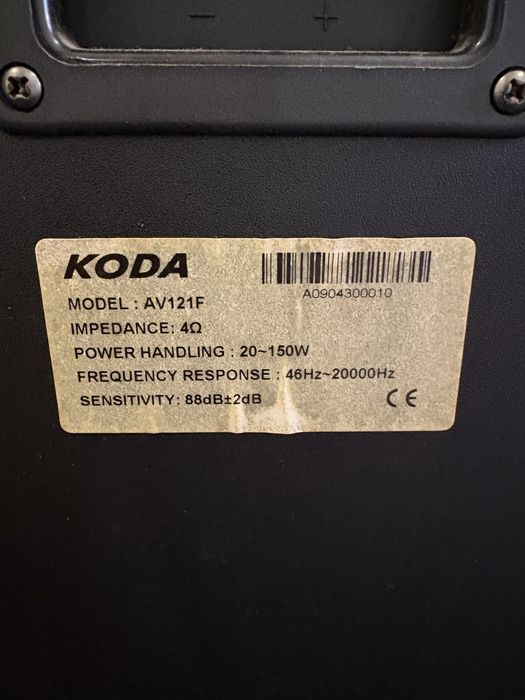 − +
KODA
A0904300010
MODEL : AV121F
IMPEDANCE: 4Ω
POWER HANDLING : 20~150W
FREQUENCY RESPONSE : 46Hz~20000Hz
SENSITIVITY: 88dB±2dB
CE